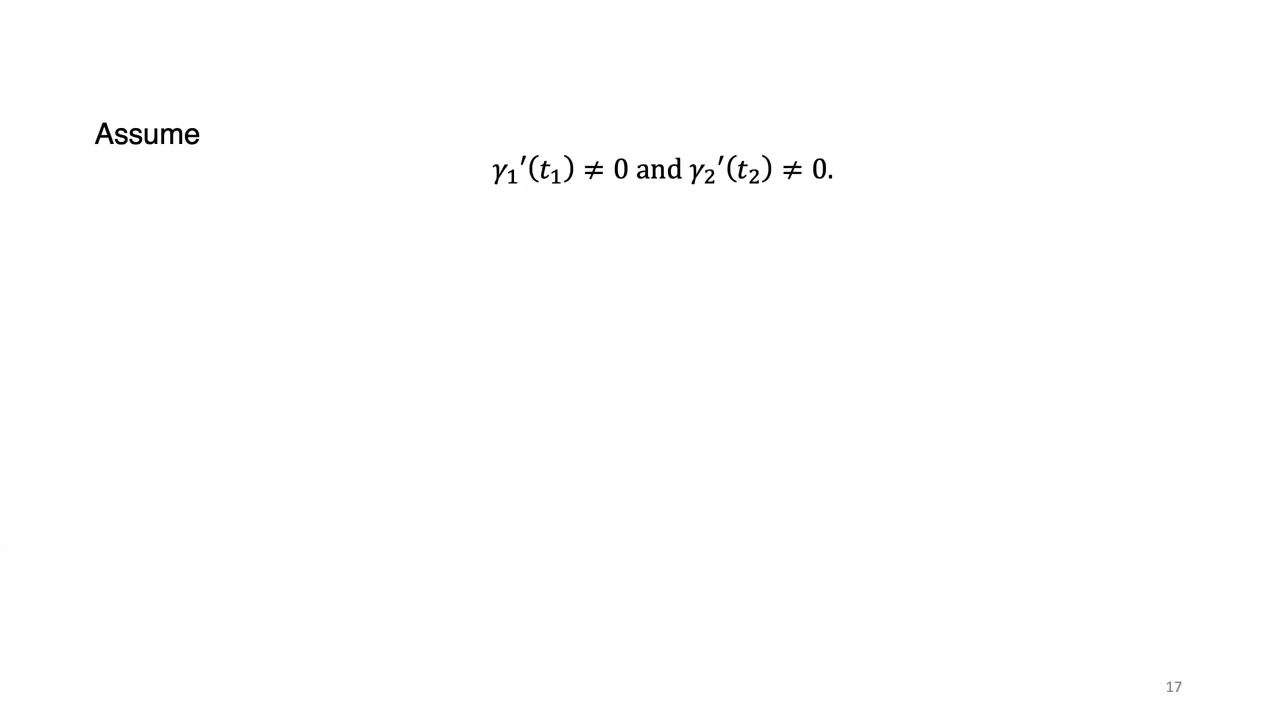 Assume
γ₁′(t₁) ≠ 0 and γ₂′(t₂) ≠ 0.
17